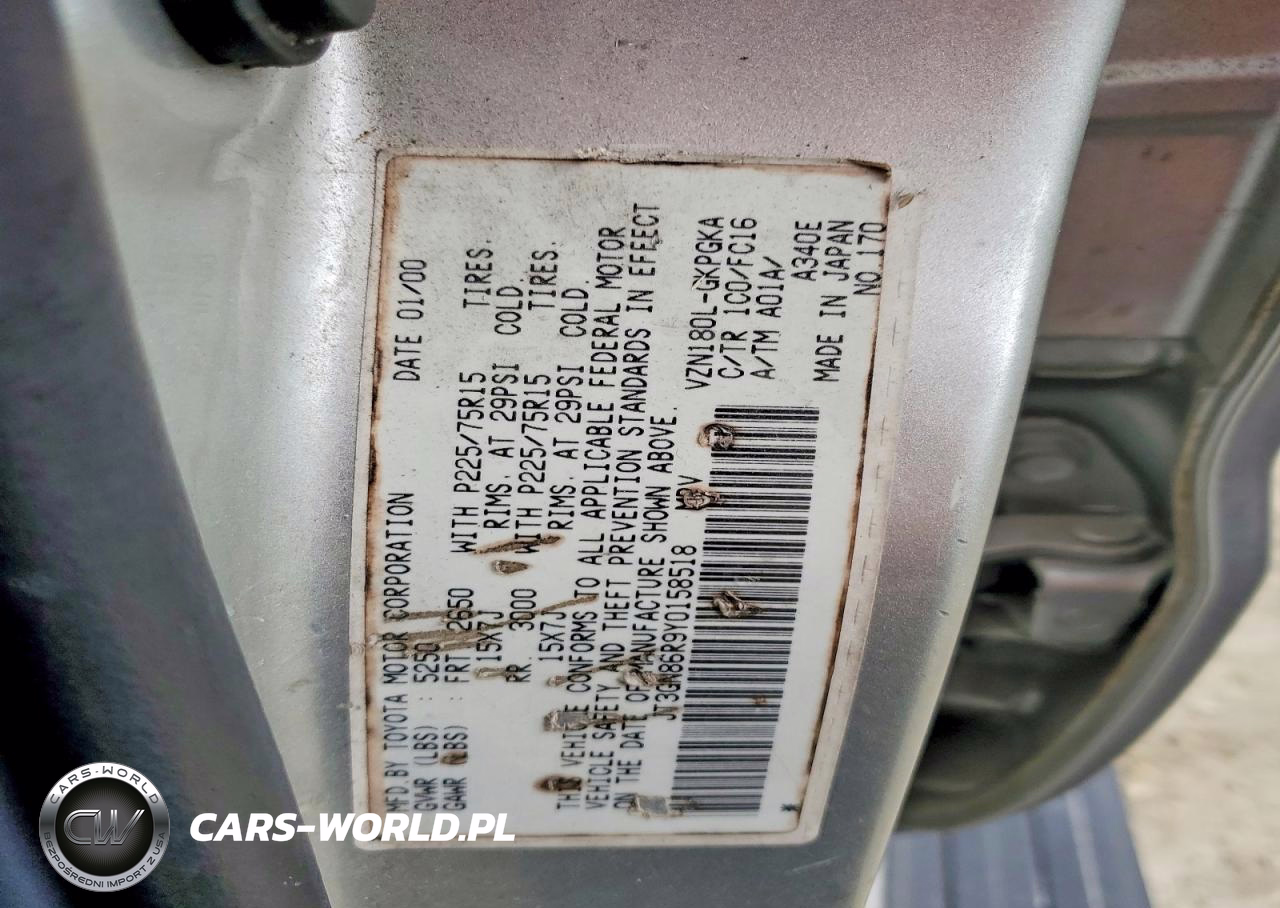 MFD. BY TOYOTA MOTOR CORPORATION DATE 01/00
GVWR (LBS) : 5250
GAWR (LBS) : FRT 2650 WITH P225/75R15 TIRES.
15X7J RIMS, AT 29PSI COLD.
RR. 3000 WITH P225/75R15 TIRES.
15X7J RIMS, AT 29PSI COLD.
THIS VEHICLE CONFORMS TO ALL APPLICABLE FEDERAL MOTOR
VEHICLE SAFETY AND THEFT PREVENTION STANDARDS IN EFFECT
ON THE DATE OF MANUFACTURE SHOWN ABOVE.
JT3GN86R9Y0158518 MPV
VZN180L-GKPGKA
C/TR 1C0/FC16
A/TM A01A/
A340E
MADE IN JAPAN
NO.170
CARS-WORLD
CW
BEZPOŚREDNI IMPORT Z USA
CARS-WORLD.PL